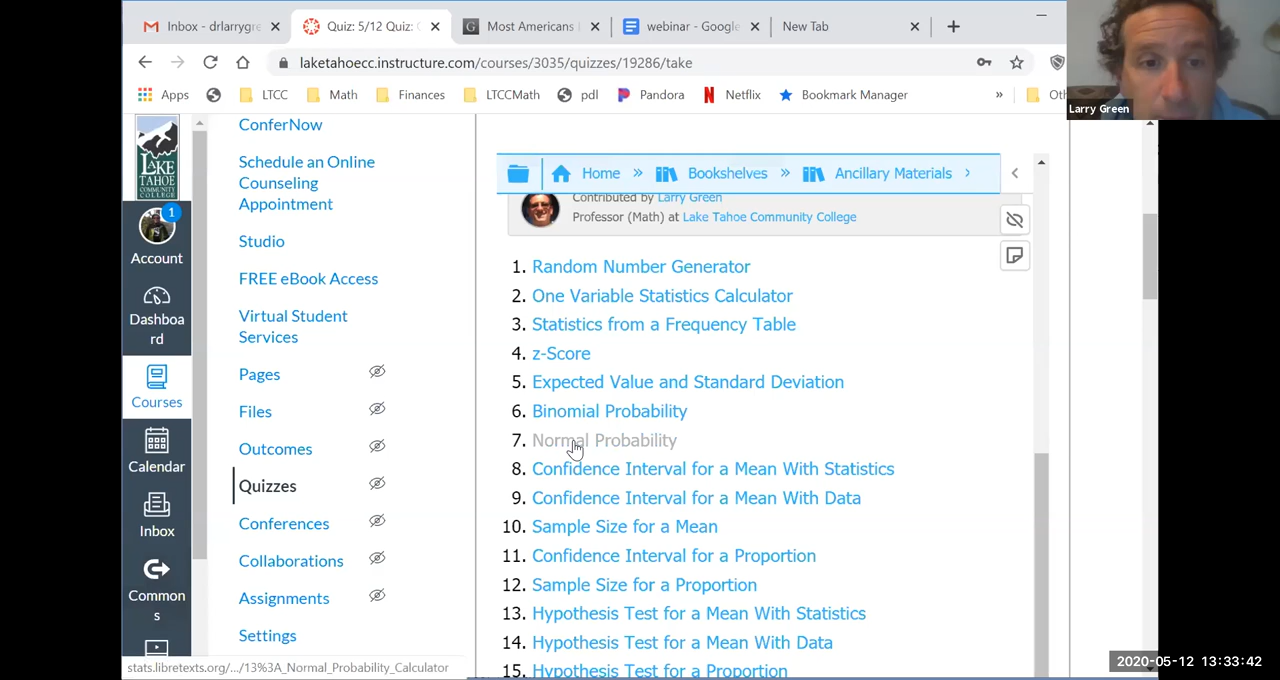 Inbox - drlarrygre
Quiz: 5/12 Quiz:
Most Americans
webinar - Google
New Tab
laketahoecc.instructure.com/courses/3035/quizzes/19286/take
Apps
LTCC
Math
Finances
LTCCMath
pdl
Pandora
Netflix
Bookmark Manager
»
Larry Green
LAKE
TAHOE
COMMUNITY
COLLEGE
1
Account
Dashboa
rd
Courses
Calendar
Inbox
Common
s
ConferNow
Schedule an Online
Counseling
Appointment
Studio
FREE eBook Access
Virtual Student
Services
Pages
Files
Outcomes
Quizzes
Conferences
Collaborations
Assignments
Settings
Home » Bookshelves » Ancillary Materials
Contributed by Larry Green
Professor (Math) at Lake Tahoe Community College
1. Random Number Generator
2. One Variable Statistics Calculator
3. Statistics from a Frequency Table
4. z-Score
5. Expected Value and Standard Deviation
6. Binomial Probability
7. Normal Probability
8. Confidence Interval for a Mean With Statistics
9. Confidence Interval for a Mean With Data
10. Sample Size for a Mean
11. Confidence Interval for a Proportion
12. Sample Size for a Proportion
13. Hypothesis Test for a Mean With Statistics
14. Hypothesis Test for a Mean With Data
15. Hypothesis Test for a Proportion
stats.libretexts.org/.../13%3A_Normal_Probability_Calculator
2020-05-12 13:33:42